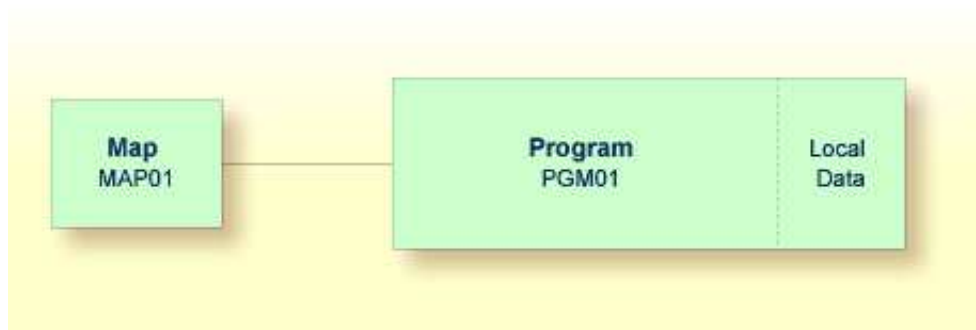 Map
MAP01
Program
PGM01
Local
Data